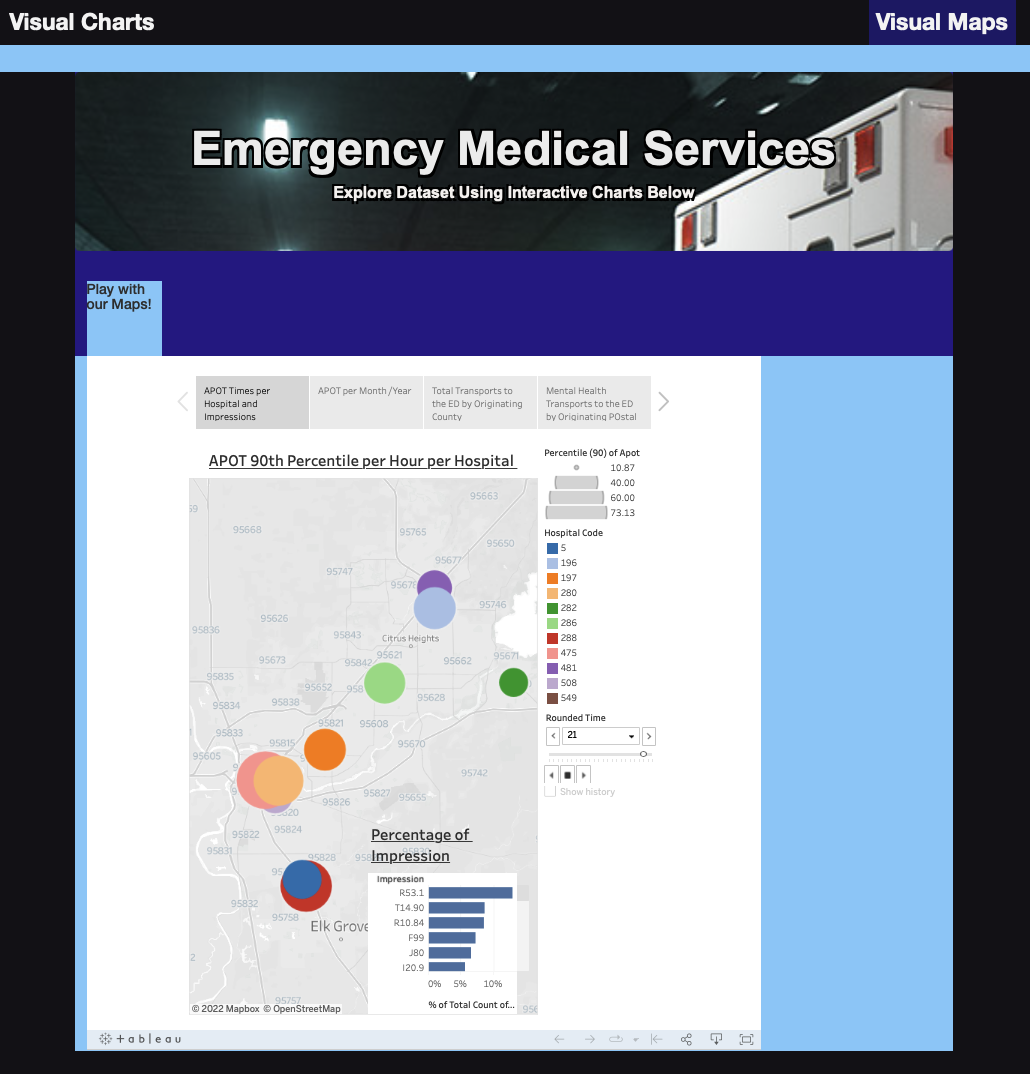 Visual Charts
Visual Maps
Emergency Medical Services
Explore Dataset Using Interactive Charts Below
Play with
our Maps!
APOT Times per
Hospital and
Impressions
APOT per Month /Year
Total Transports to
the ED by Originating
County
Mental Health
Transports to the ED
by Originating POstal
APOT 90th Percentile per Hour per Hospital
95663
95668
95765
95650
95677
95747
95678
95746
95626
95836
95843
Citrus Heights
95621
95673
95842
95662
95671
95835
95652
95628
95834
95838
95821
95608
95833
95815
95670
95605
95742
95827
95655
95826
95824
95822
95828
95831
95832
95758
Elk Grove
95757
© 2022 Mapbox © OpenStreetMap
Percentage of
Impression
Impression
R53.1
T14.90
R10.84
F99
J80
I20.9
0% 5% 10%
% of Total Count of...
Percentile (90) of Apot
10.87
40.00
60.00
73.13
Hospital Code
5
196
197
280
282
286
288
475
481
508
549
Rounded Time
21
Show history
+ableau